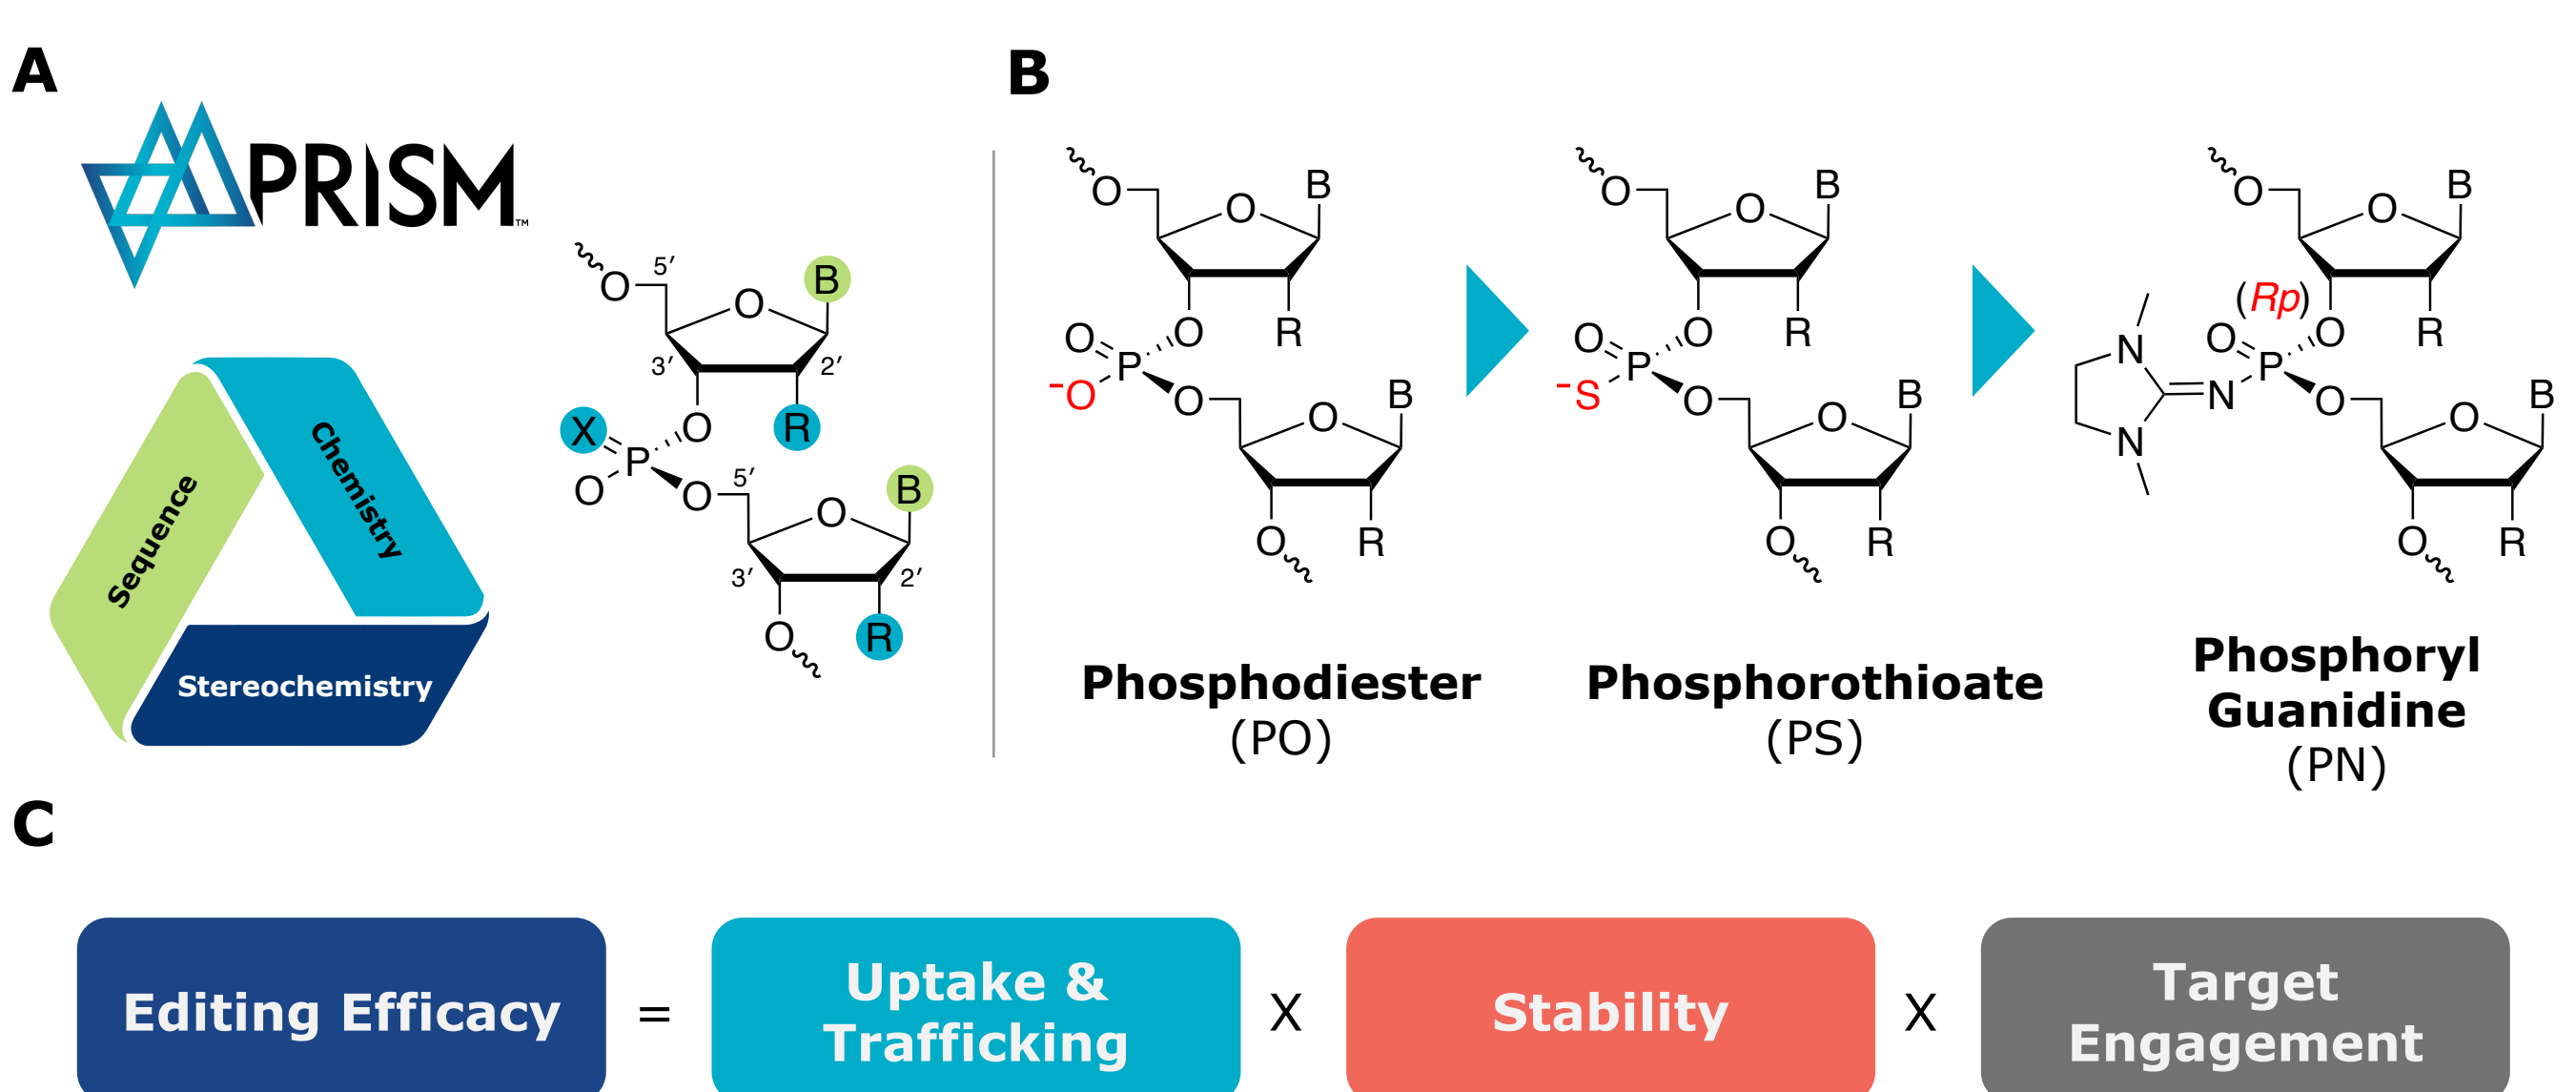 A
PRISM™
Sequence
Chemistry
Stereochemistry
O 5′ O B
3′ 2′
X P O R
O O 5′ O B
3′ 2′
O R
B
O O B
O O R
P
⁻O O O B
O R
Phosphodiester
(PO)
O O B
O O R
P
⁻S O O B
O R
Phosphorothioate
(PS)
O O B
(Rp)
N O O R
P
N O O B
N
O R
Phosphoryl
Guanidine
(PN)
C
Editing Efficacy
=
Uptake &
Trafficking
X
Stability
X
Target
Engagement